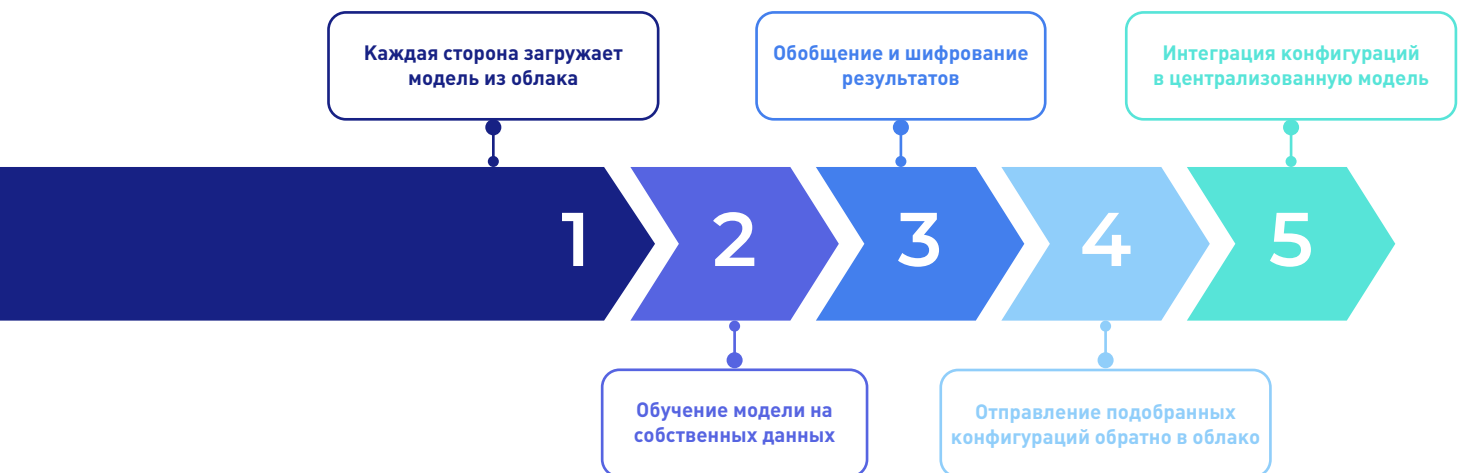 Каждая сторона загружает
модель из облака
Обобщение и шифрование
результатов
Интеграция конфигураций
в централизованную модель
1
2
3
4
5
Обучение модели на
собственных данных
Отправление подобранных
конфигураций обратно в облако